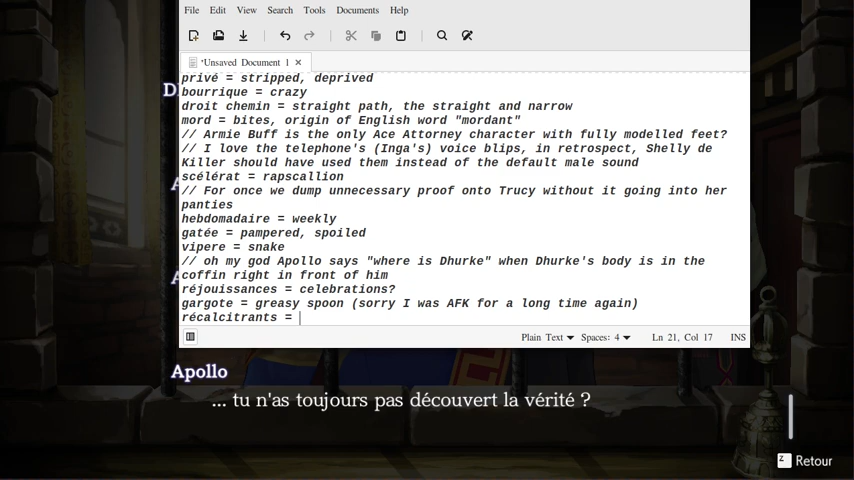 File Edit View Search Tools Documents Help
*Unsaved Document 1
privé = stripped, deprived
bourrique = crazy
droit chemin = straight path, the straight and narrow
mord = bites, origin of English word "mordant"
// Armie Buff is the only Ace Attorney character with fully modelled feet?
// I love the telephone's (Inga's) voice blips, in retrospect, Shelly de
Killer should have used them instead of the default male sound
scélérat = rapscallion
// For once we dump unnecessary proof onto Trucy without it going into her
panties
hebdomadaire = weekly
gatée = pampered, spoiled
vipere = snake
// oh my god Apollo says "where is Dhurke" when Dhurke's body is in the
coffin right in front of him
réjouissances = celebrations?
gargote = greasy spoon (sorry I was AFK for a long time again)
récalcitrants =
Plain Text Spaces: 4 Ln 21, Col 17 INS
Apollo
... tu n'as toujours pas découvert la vérité ?
Z Retour